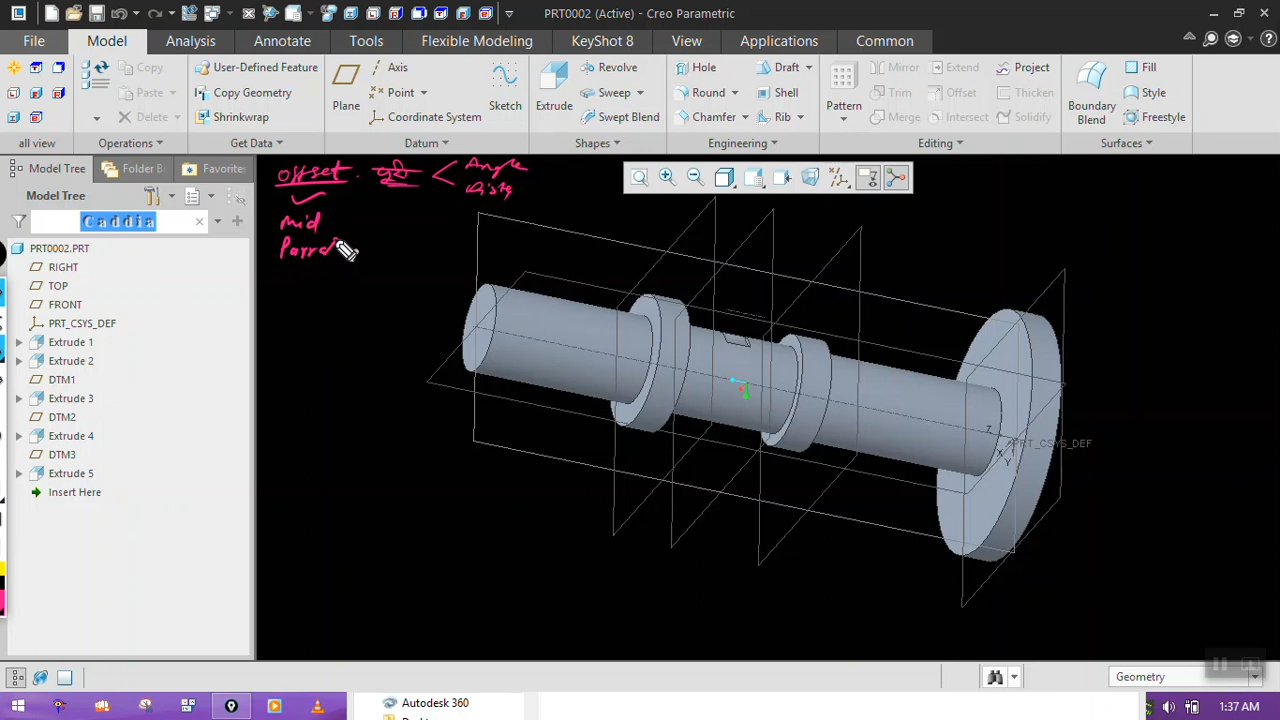 PRT0002 (Active) - Creo Parametric
File Model Analysis Annotate Tools Flexible Modeling KeyShot 8 View Applications Common
Copy
Paste
Delete
all view
Operations
User-Defined Feature
Copy Geometry
Shrinkwrap
Get Data
Plane
Axis
Point
Coordinate System
Sketch
Datum
Extrude
Revolve
Sweep
Swept Blend
Shapes
Hole
Round
Chamfer
Draft
Shell
Rib
Engineering
Pattern
Mirror
Trim
Merge
Extend
Offset
Intersect
Project
Thicken
Solidify
Editing
Boundary
Blend
Fill
Style
Freestyle
Surfaces
Model Tree Folder B Favorite:
Model Tree
Caddia
PRT0002.PRT
RIGHT
TOP
FRONT
PRT_CSYS_DEF
Extrude 1
Extrude 2
DTM1
Extrude 3
DTM2
Extrude 4
DTM3
Extrude 5
Insert Here
offset
Angle
Mid
Parral
PRT_CSYS_DEF
Z
X
Y
Geometry
Autodesk 360
1:37 AM